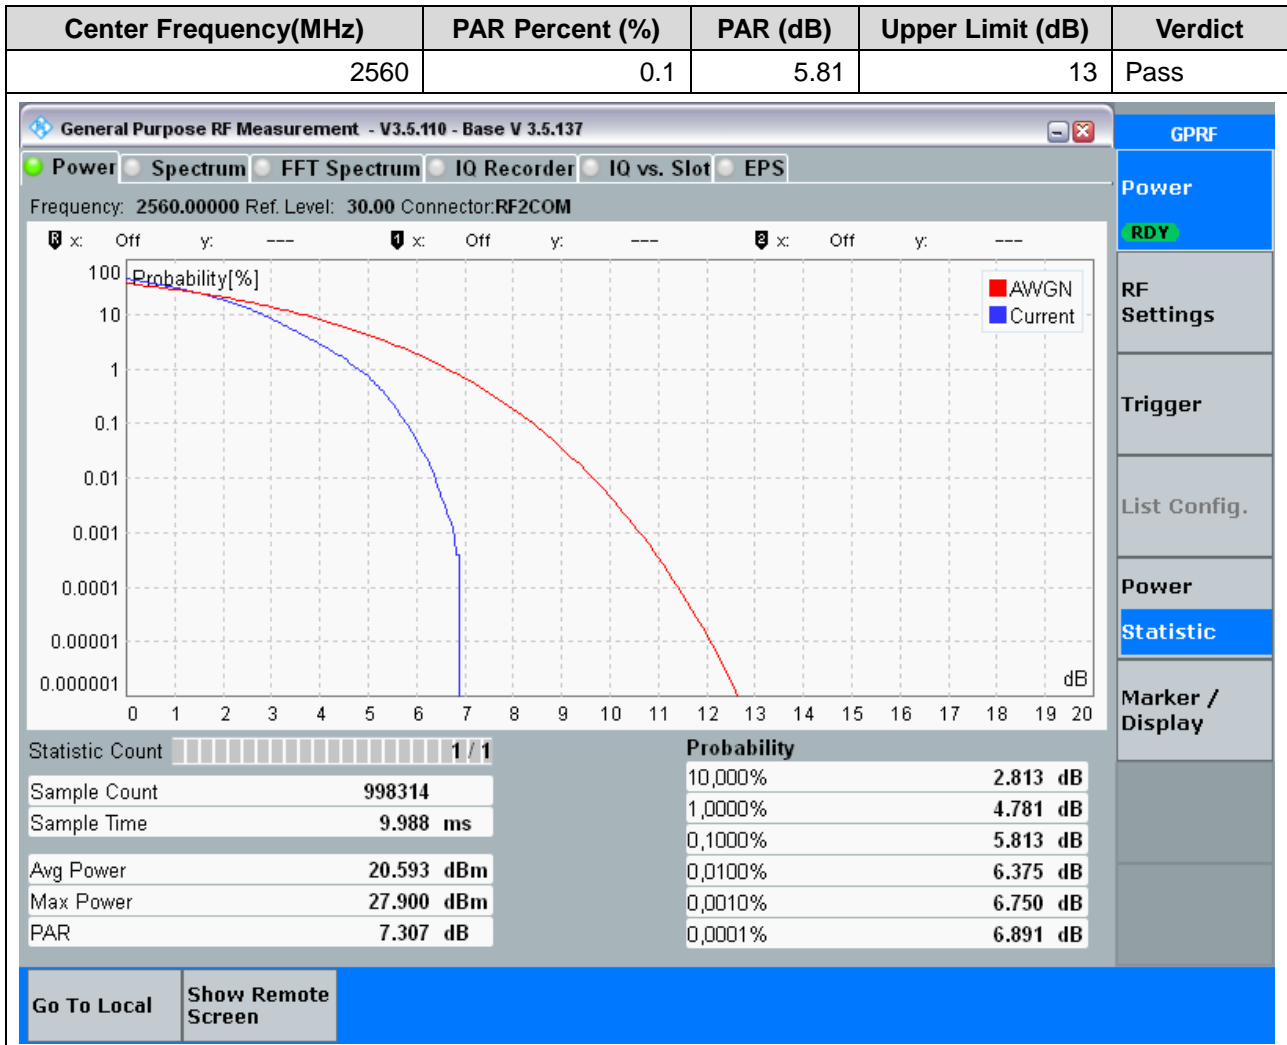 Center Frequency(MHz) PAR Percent (%) PAR (dB) Upper Limit (dB) Verdict
2560 0.1 5.81 13 Pass
General Purpose RF Measurement - V3.5.110 - Base V 3.5.137
GPRF
Power Spectrum FFT Spectrum IQ Recorder IQ vs. Slot EPS
Power
RDY
Frequency: 2560.00000 Ref. Level: 30.00 Connector:RF2COM
R x: Off y: --- 1 x: Off y: --- 2 x: Off y: ---
Probability[%]
AWGN
Current
100
10
1
0.1
0.01
0.001
0.0001
0.00001
0.000001
dB
0 1 2 3 4 5 6 7 8 9 10 11 12 13 14 15 16 17 18 19 20
RF
Settings
Trigger
List Config.
Power
Statistic
Marker /
Display
Statistic Count 1 / 1
Sample Count 998314
Sample Time 9.988 ms
Avg Power 20.593 dBm
Max Power 27.900 dBm
PAR 7.307 dB
Probability
10,000% 2.813 dB
1,0000% 4.781 dB
0,1000% 5.813 dB
0,0100% 6.375 dB
0,0010% 6.750 dB
0,0001% 6.891 dB
Go To Local
Show Remote
Screen